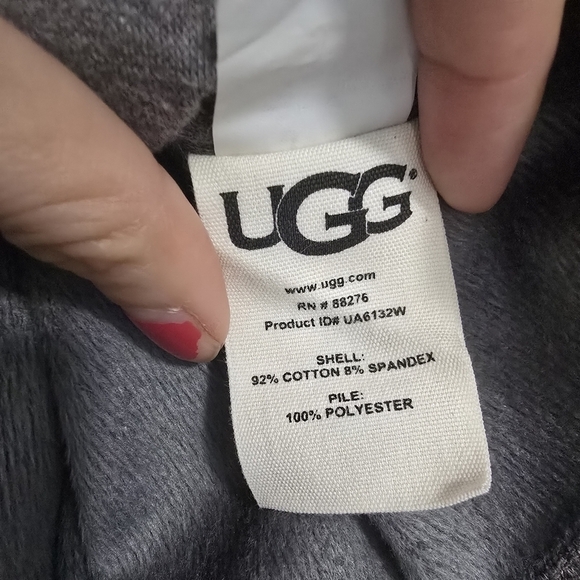 UGG®
www.ugg.com
RN # 88276
Product ID# UA6132W
SHELL:
92% COTTON 8% SPANDEX
PILE:
100% POLYESTER